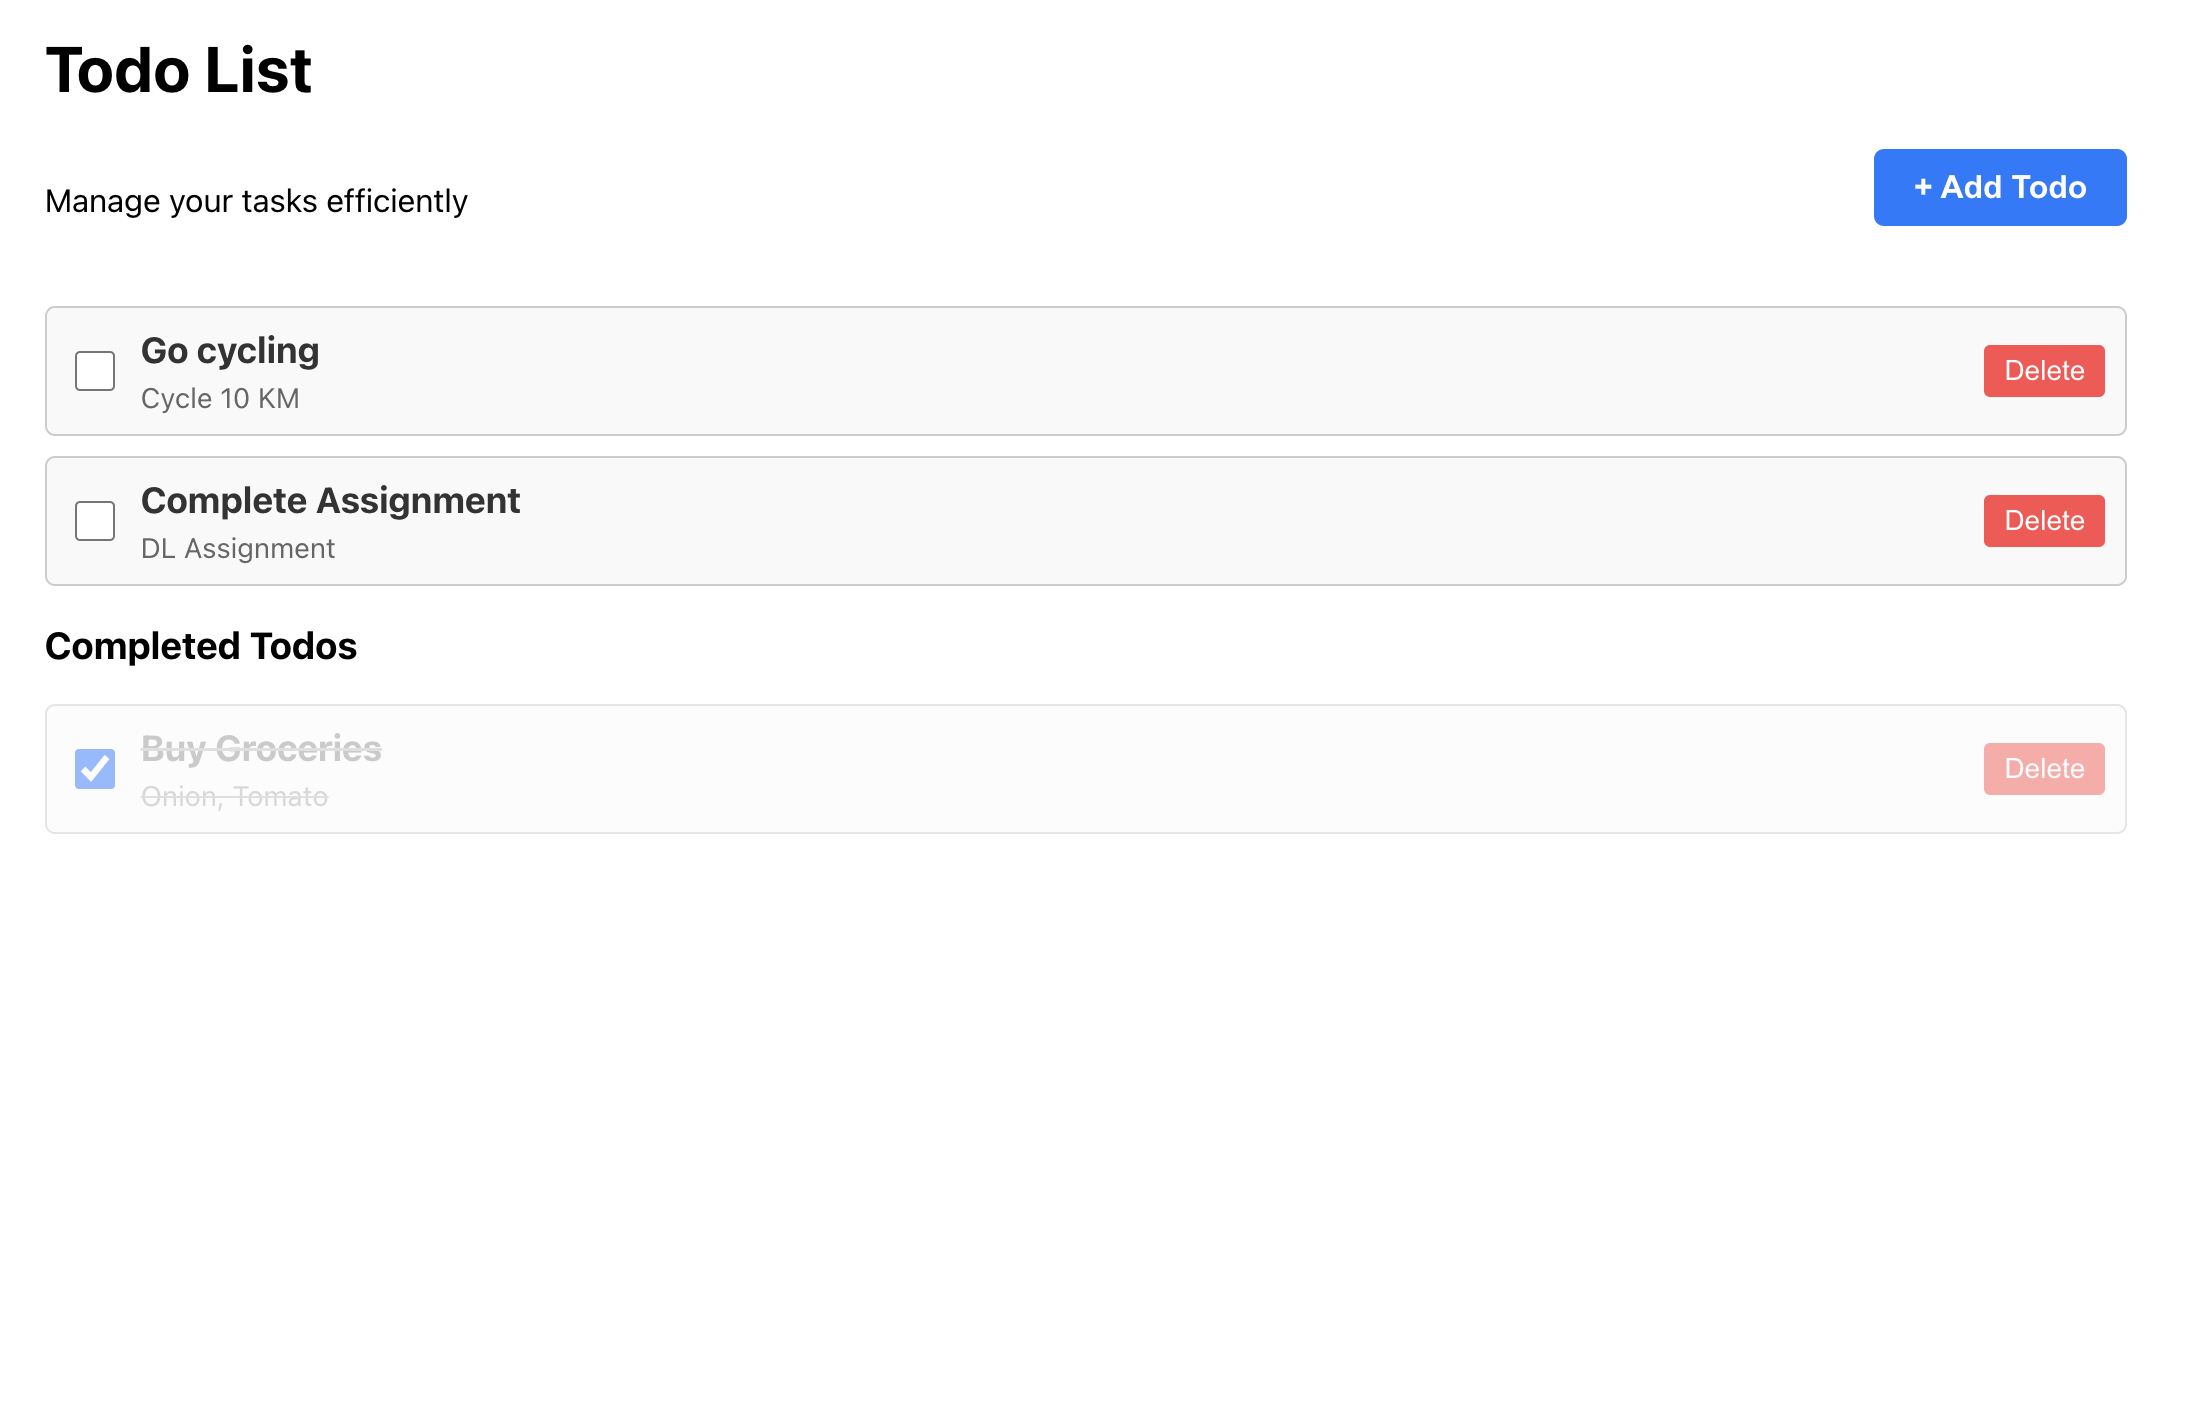 Todo List
Manage your tasks efficiently
+ Add Todo
Go cycling
Cycle 10 KM
Delete
Complete Assignment
DL Assignment
Delete
Completed Todos
Buy Groceries
Onion, Tomato
Delete